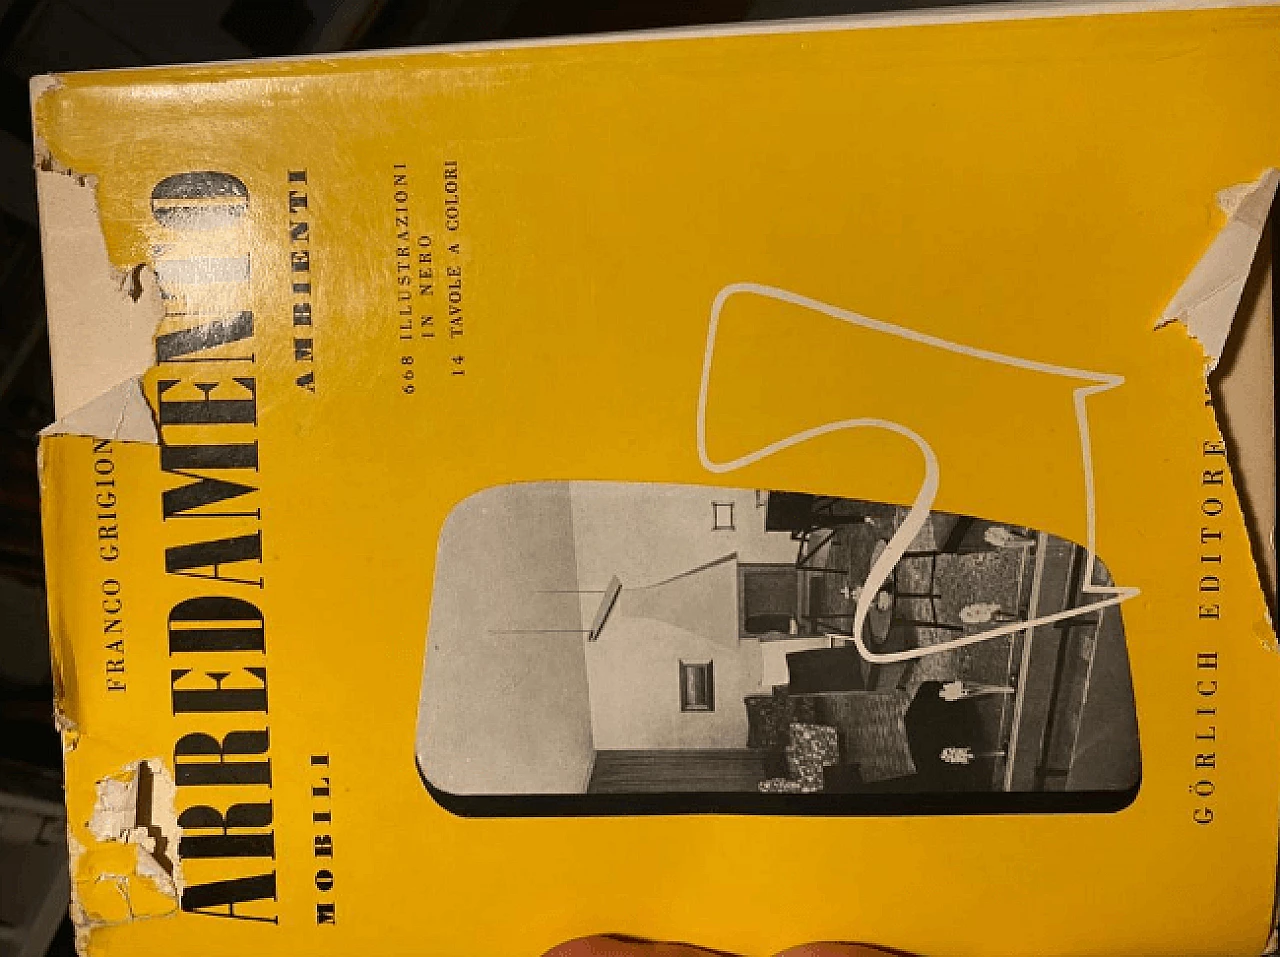 FRANCO GRIGION
ARREDAMENTO
MOBILI AMBIENTI
668 ILLUSTRAZIONI
IN NERO
14 TAVOLE A COLORI
GÖRLICH EDITORE